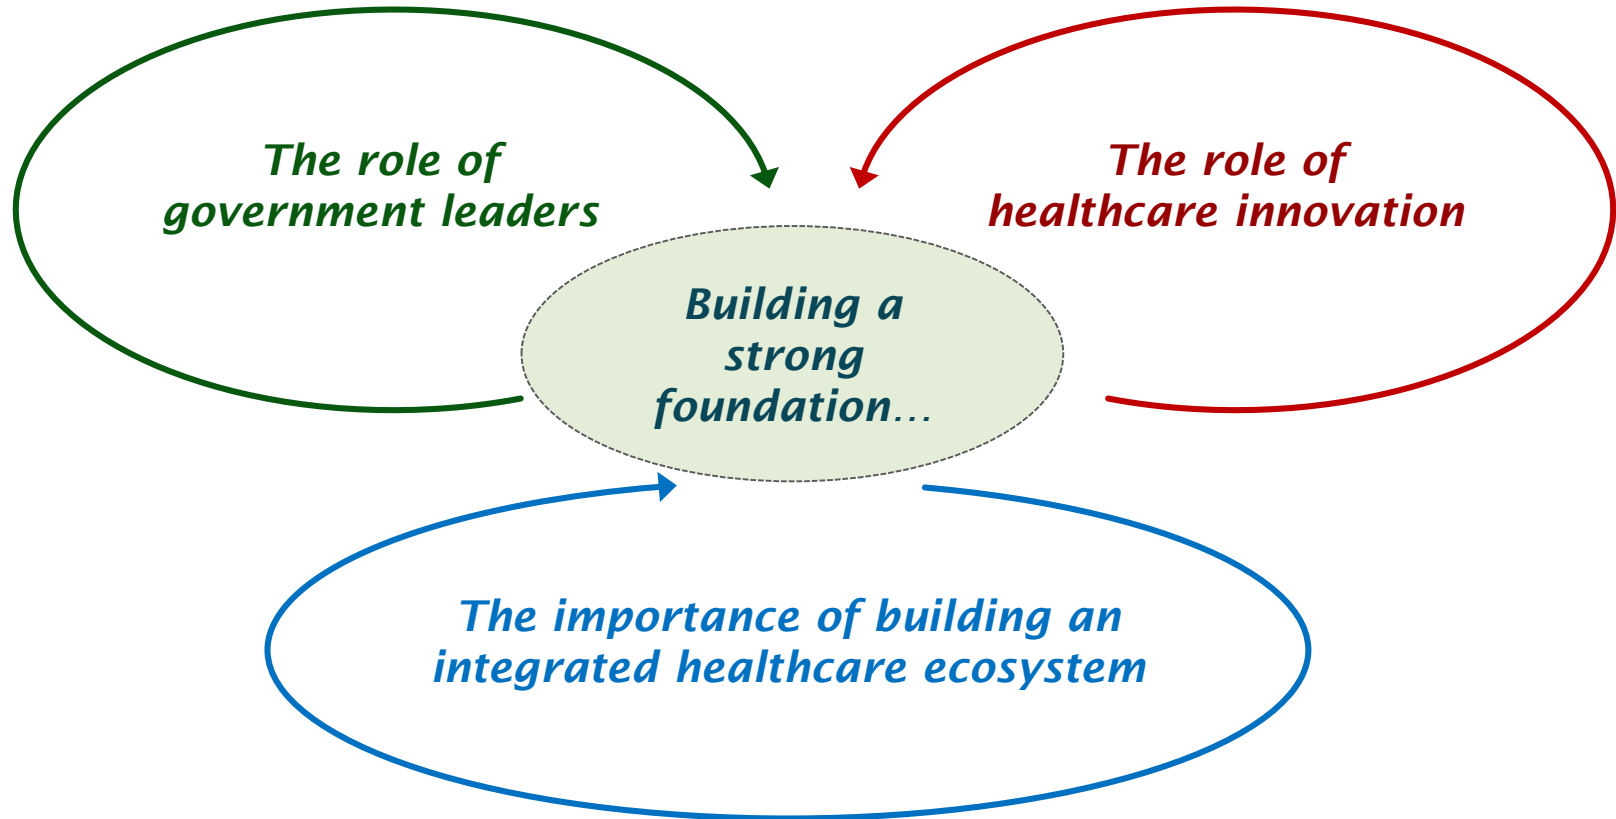 The role of
government leaders
The role of
healthcare innovation
Building a
strong
foundation…
The importance of building an
integrated healthcare ecosystem